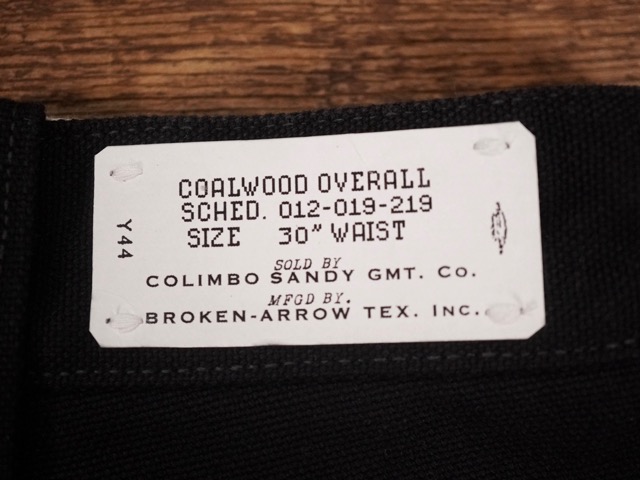 COALWOOD OVERALL
SCHED. 012-019-219
SIZE 30" WAIST
Y44
SOLD BY
COLIMBO SANDY GMT. Co.
MFGD BY.
BROKEN-ARROW TEX. INC.